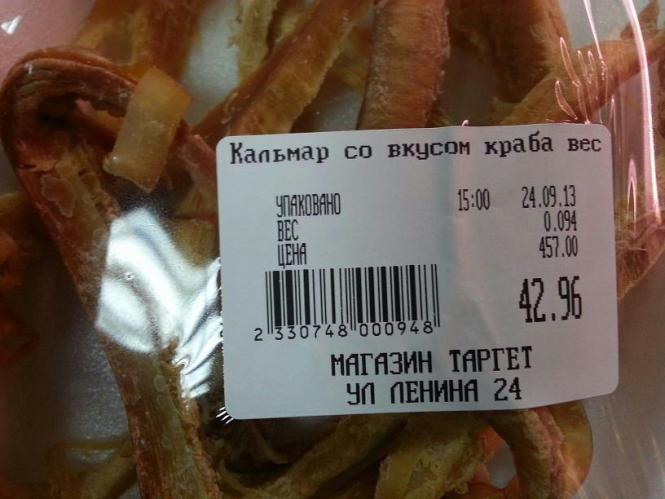 Кальмар со вкусом краба вес
УПАКОВАНО 15:00 24.09.13
ВЕС 0.094
ЦЕНА 457.00
42.96
2 330748 000948
МАГАЗИН ТАРГЕТ
УЛ ЛЕНИНА 24